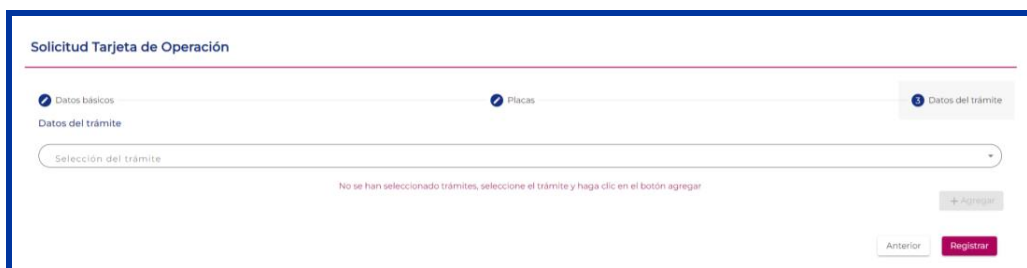 Solicitud Tarjeta de Operación
Datos básicos
Placas
3 Datos del trámite
Datos del trámite
Selección del trámite
No se han seleccionado trámites, seleccione el trámite y haga clic en el botón agregar
+ Agregar
Anterior
Registrar